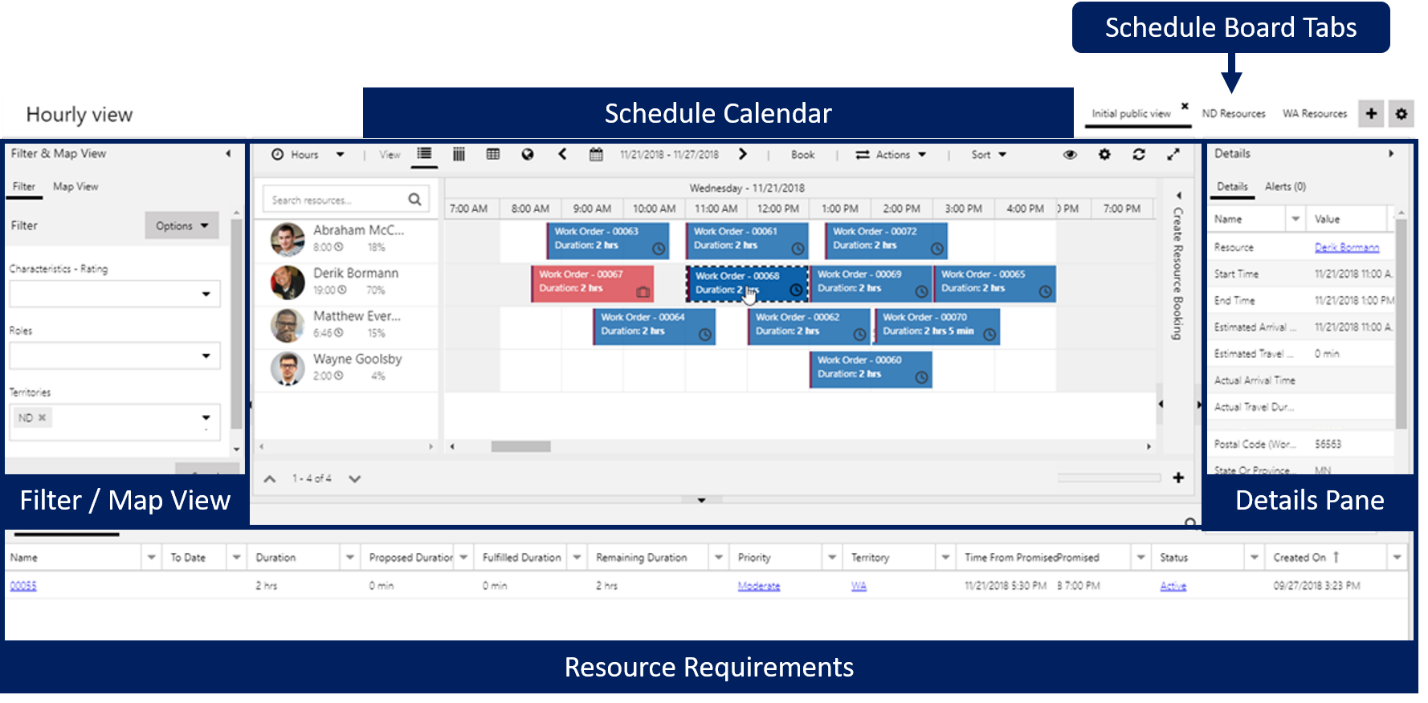 Schedule Board Tabs
Hourly view
Schedule Calendar
Initial public view ×
ND Resources
WA Resources
Filter & Map View
Filter
Map View
Filter
Options
Characteristics - Rating
Roles
Territories
ND ×
Filter / Map View
Hours
View
11/21/2018 - 11/27/2018
Book
Actions
Sort
Search resources...
Wednesday - 11/21/2018
7:00 AM 8:00 AM 9:00 AM 10:00 AM 11:00 AM 12:00 PM 1:00 PM 2:00 PM 3:00 PM 4:00 PM PM 7:00 PM
Abraham McC...
8:00 18%
Work Order - 00063
Duration: 2 hrs
Work Order - 00061
Duration: 2 hrs
Work Order - 00072
Duration: 2 hrs
Derik Bormann
19:00 70%
Work Order - 00067
Duration: 2 hrs
Work Order - 00068
Duration: 2 hrs
Work Order - 00069
Duration: 2 hrs
Work Order - 00065
Duration: 2 hrs
Matthew Ever...
6:46 15%
Work Order - 00064
Duration: 2 hrs
Work Order - 00062
Duration: 2 hrs
Work Order - 00070
Duration: 2 hrs 5 min
Wayne Goolsby
2:00 4%
Work Order - 00060
Duration: 2 hrs
1 - 4 of 4
Create Resource Booking
Details
Details
Alerts (0)
Name Value
Resource Derik Bormann
Start Time 11/21/2018 11:00 A.
End Time 11/21/2018 1:00 PM
Estimated Arrival ... 11/21/2018 11:00 A.
Estimated Travel ... 0 min
Actual Arrival Time
Actual Travel Dur...
Postal Code (Wor... 56563
State Or Province... MN
Details Pane
Name To Date Duration Proposed Duration Fulfilled Duration Remaining Duration Priority Territory Time From Promised Promised Status Created On ↑
00055 2 hrs 0 min 0 min 2 hrs Moderate WA 11/21/2018 5:30 PM 8 7:00 PM Active 09/27/2018 3:23 PM
Resource Requirements